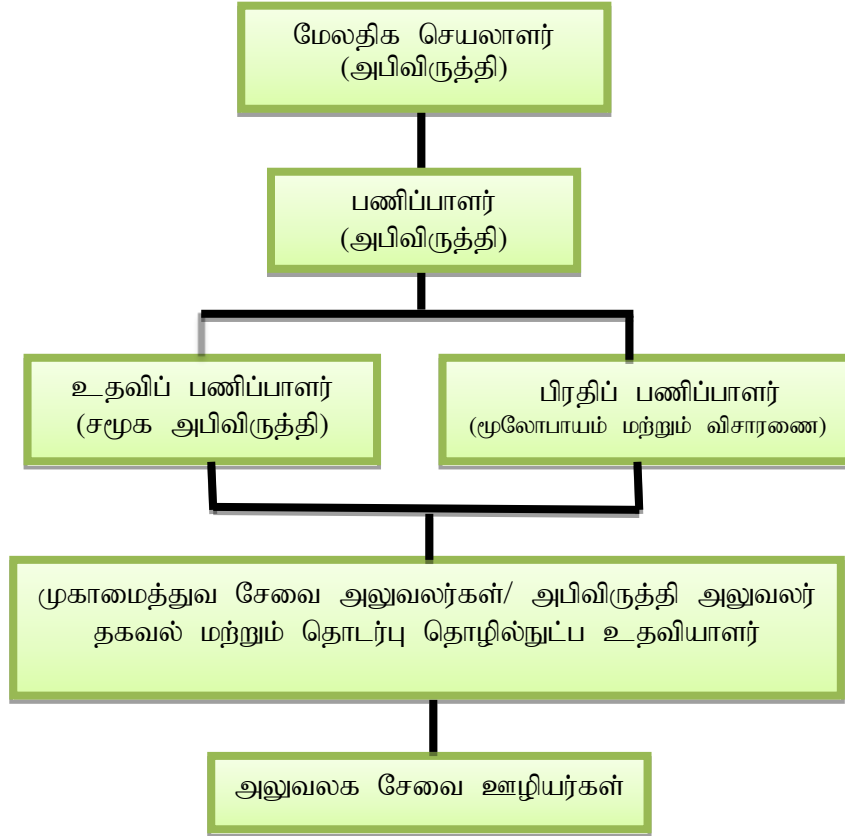 மேலதிக செயலாளர்
(அபிவிருத்தி)
பணிப்பாளர்
(அபிவிருத்தி)
உதவிப் பணிப்பாளர்
(சமூக அபிவிருத்தி)
பிரதிப் பணிப்பாளர்
(மூலோபாயம் மற்றும் விசாரணை)
முகாமைத்துவ சேவை அலுவலர்கள்/ அபிவிருத்தி அலுவலர்
தகவல் மற்றும் தொடர்பு தொழில்நுட்ப உதவியாளர்
அலுவலக சேவை ஊழியர்கள்